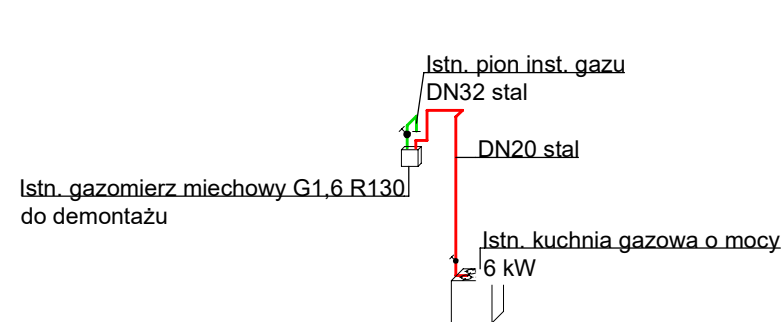 Istn. pion inst. gazu
DN32 stal
DN20 stal
Istn. gazomierz miechowy G1,6 R130
do demontażu
Istn. kuchnia gazowa o mocy
6 kW